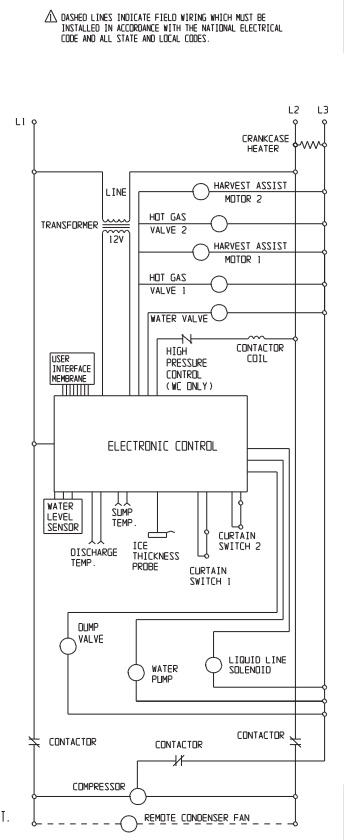 DASHED LINES INDICATE FIELD WIRING WHICH MUST BE
INSTALLED IN ACCORDANCE WITH THE NATIONAL ELECTRICAL
CODE AND ALL STATE AND LOCAL CODES.
L1
L2
L3
CRANKCASE
HEATER
LINE
HARVEST ASSIST
MOTOR 2
TRANSFORMER
HOT GAS
VALVE 2
12V
HARVEST ASSIST
MOTOR 1
HOT GAS
VALVE 1
WATER VALVE
HIGH
PRESSURE
CONTROL
(WC ONLY)
CONTACTOR
COIL
USER
INTERFACE
MEMBRANE
ELECTRONIC CONTROL
WATER
LEVEL
SENSOR
SUMP
TEMP.
DISCHARGE
TEMP.
ICE
THICKNESS
PROBE
CURTAIN
SWITCH 2
CURTAIN
SWITCH 1
DUMP
VALVE
WATER
PUMP
LIQUID LINE
SOLENOID
CONTACTOR
CONTACTOR
CONTACTOR
COMPRESSOR
T.
REMOTE CONDENSER FAN